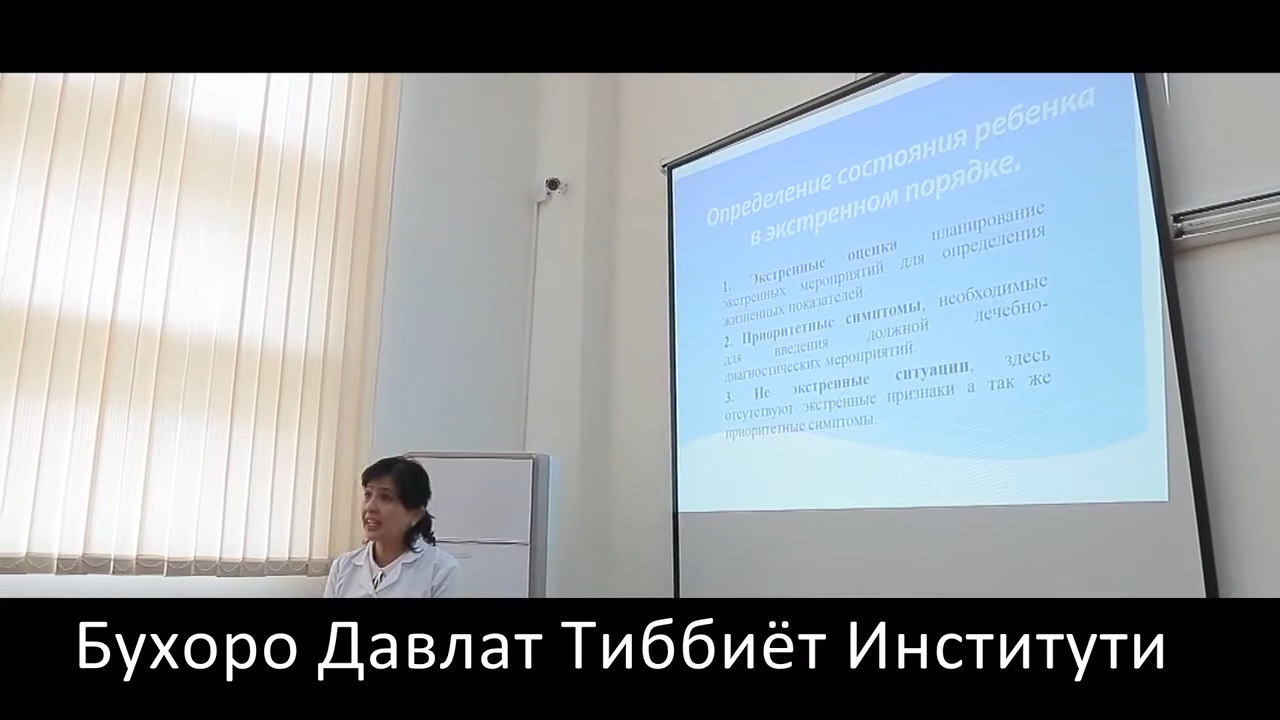 Определение состояния ребенка
в экстренном порядке.
1. Экстренные оценка –планирование
экстренных мероприятий для определения
жизненных показателей
2. Приоритетные симптомы, необходимые
для введения должной лечебно-
диагностических мероприятий.
3. Не экстренные ситуации, здесь
отсутствуют экстренные признаки а так же
приоритетные симптомы.
Бухоро Давлат Тиббиёт Институти